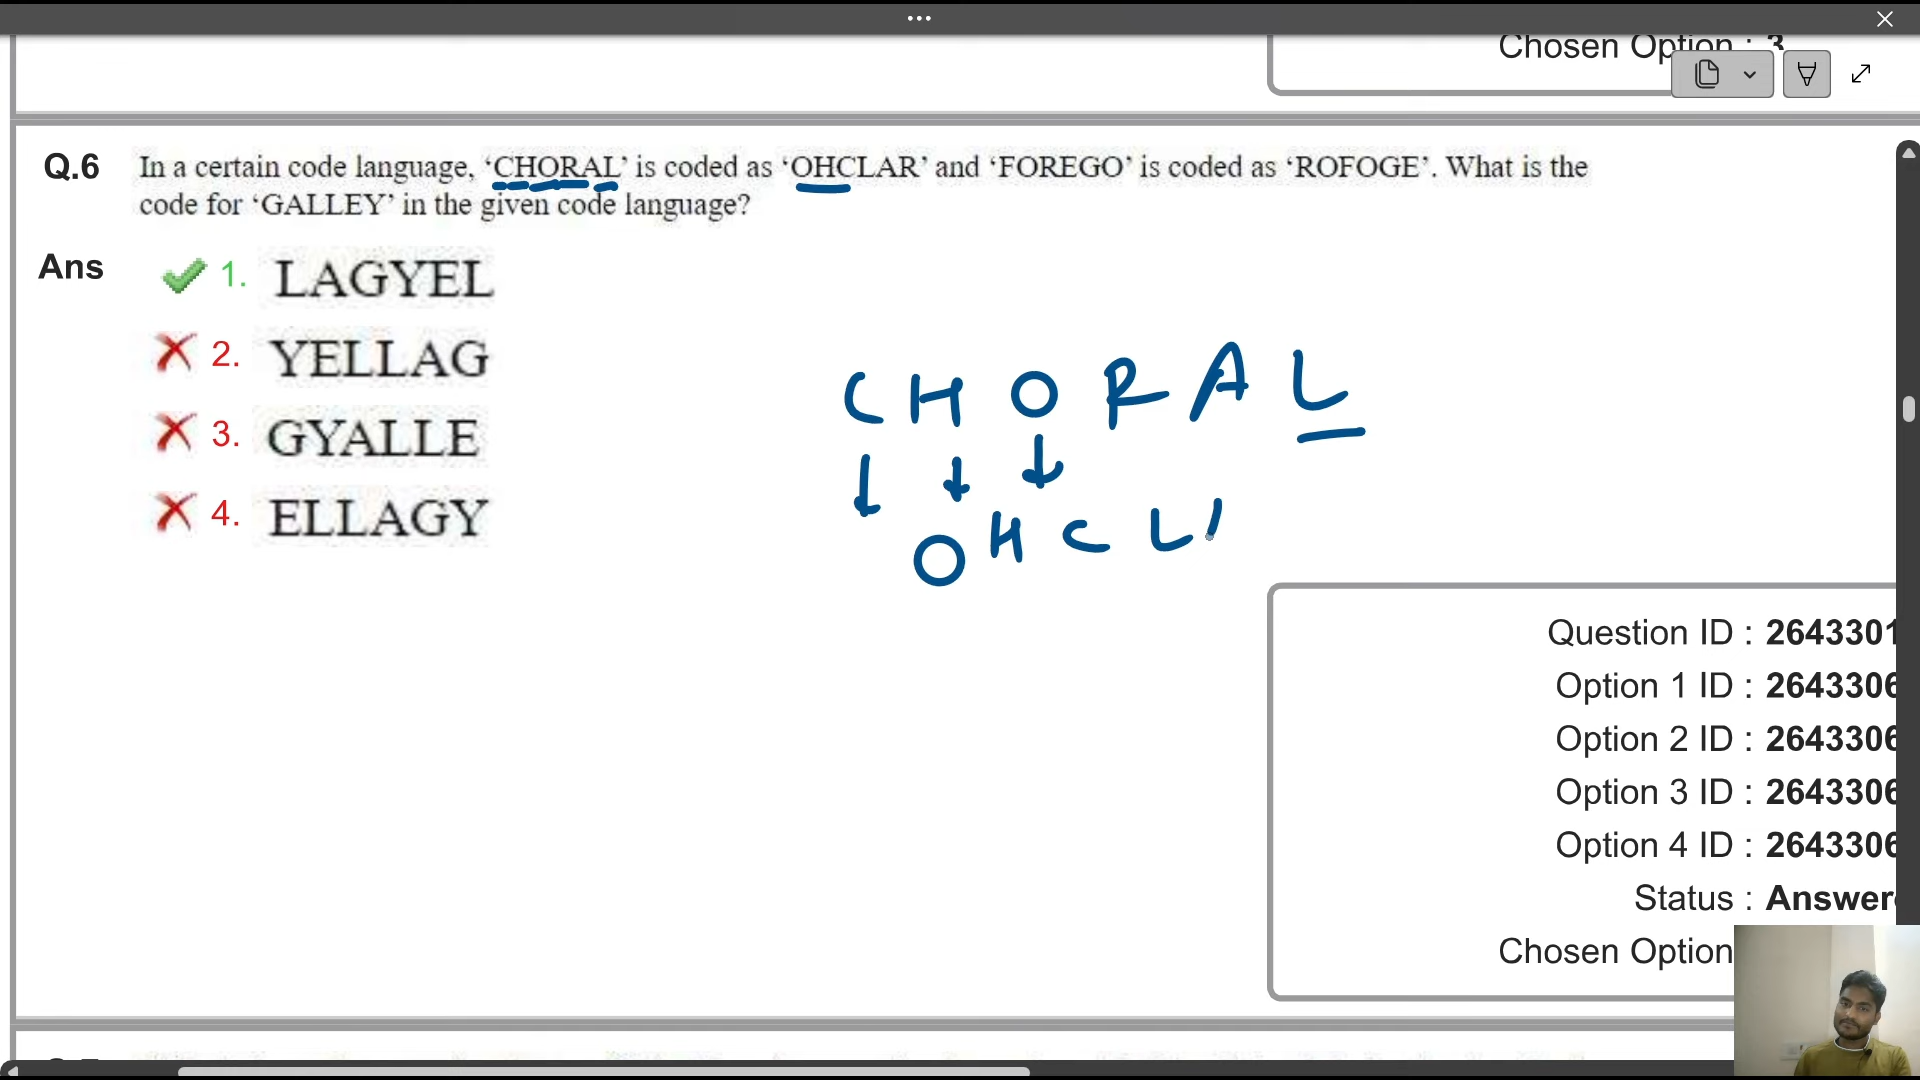 Chosen Option : 3
Q.6 In a certain code language, ‘CHORAL’ is coded as ‘OHCLAR’ and ‘FOREGO’ is coded as ‘ROFOGE’. What is the
code for ‘GALLEY’ in the given code language?
Ans 1. LAGYEL
2. YELLAG
3. GYALLE
4. ELLAGY
C H O R A L
O H C L
Question ID : 2643301
Option 1 ID : 2643306
Option 2 ID : 2643306
Option 3 ID : 2643306
Option 4 ID : 2643306
Status : Answer
Chosen Option